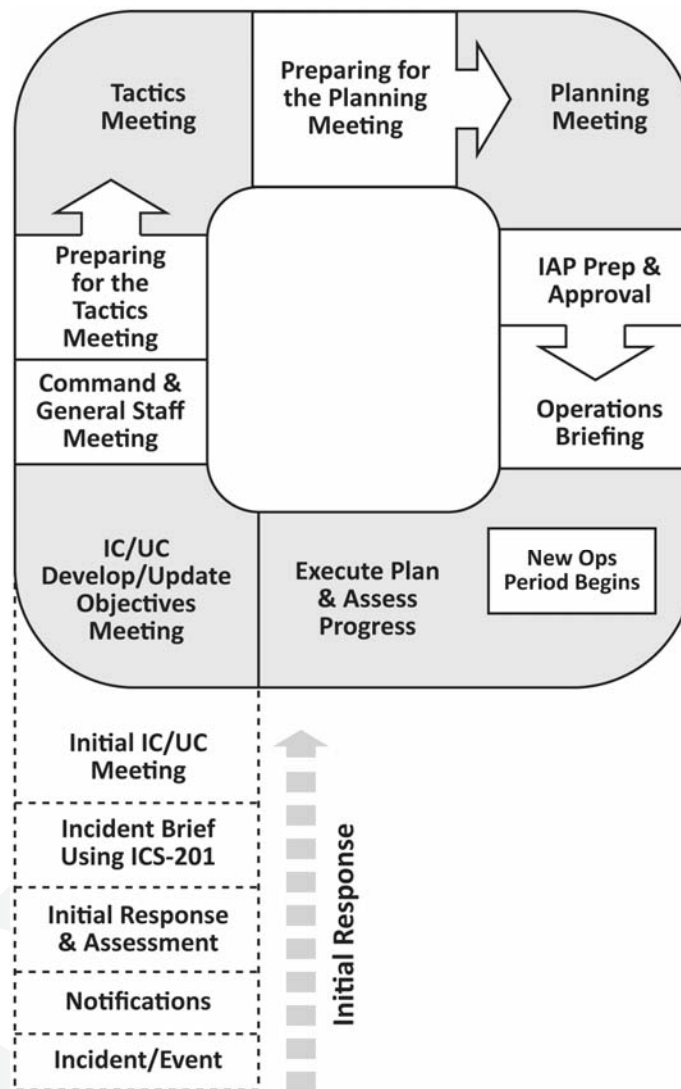 Tactics
Meeting
Preparing for
the Planning
Meeting
Planning
Meeting
Preparing
for the
Tactics
Meeting
IAP Prep &
Approval
Command &
General Staff
Meeting
Operations
Briefing
IC/UC
Develop/Update
Objectives
Meeting
Execute Plan
& Assess
Progress
New Ops
Period Begins
Initial IC/UC
Meeting
Incident Brief
Using ICS-201
Initial Response
& Assessment
Notifications
Incident/Event
Initial Response